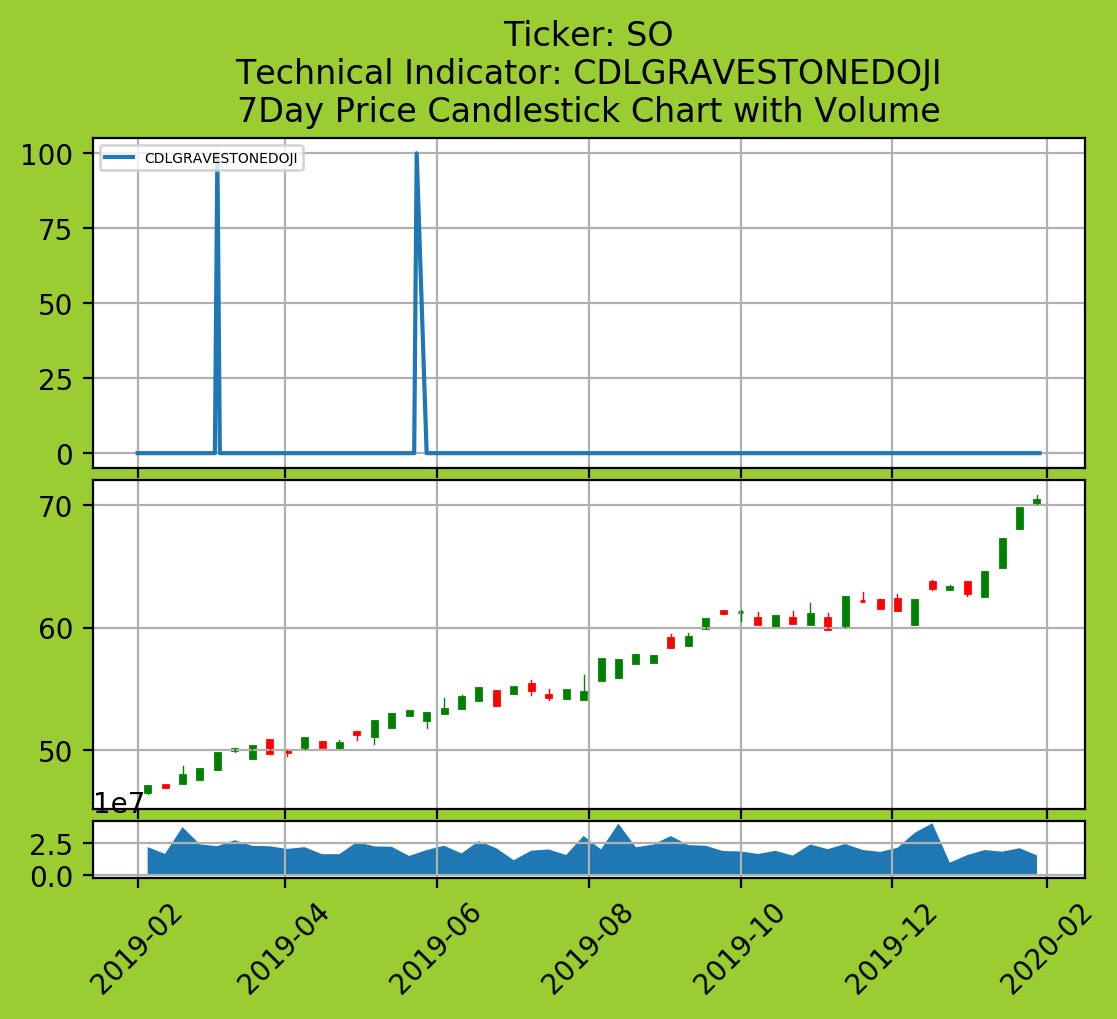 Ticker: SO
Technical Indicator: CDLGRAVESTONEDOJI
7Day Price Candlestick Chart with Volume
CDLGRAVESTONEDOJI
100
75
50
25
0
70
60
50
1e7
2.5
0.0
2019-02 2019-04 2019-06 2019-08 2019-10 2019-12 2020-02